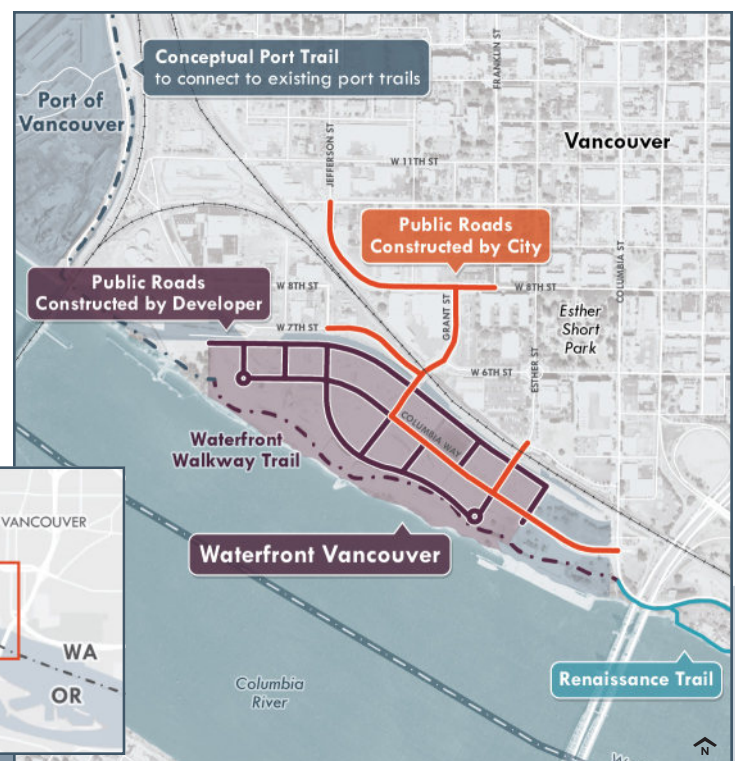 Conceptual Port Trail
to connect to existing port trails
FRANKLIN ST
Port of
Vancouver
JEFFERSON ST
Vancouver
W 11TH ST
Public Roads
Constructed by City
COLUMBIA ST
Public Roads
Constructed by Developer
W 8TH ST
W 8TH ST
GRANT ST
Esther
Short
Park
W 7TH ST
W 6TH ST
ESTHER ST
COLUMBIA WAY
Waterfront
Walkway Trail
VANCOUVER
Waterfront Vancouver
WA
OR
Renaissance Trail
Columbia
River
N